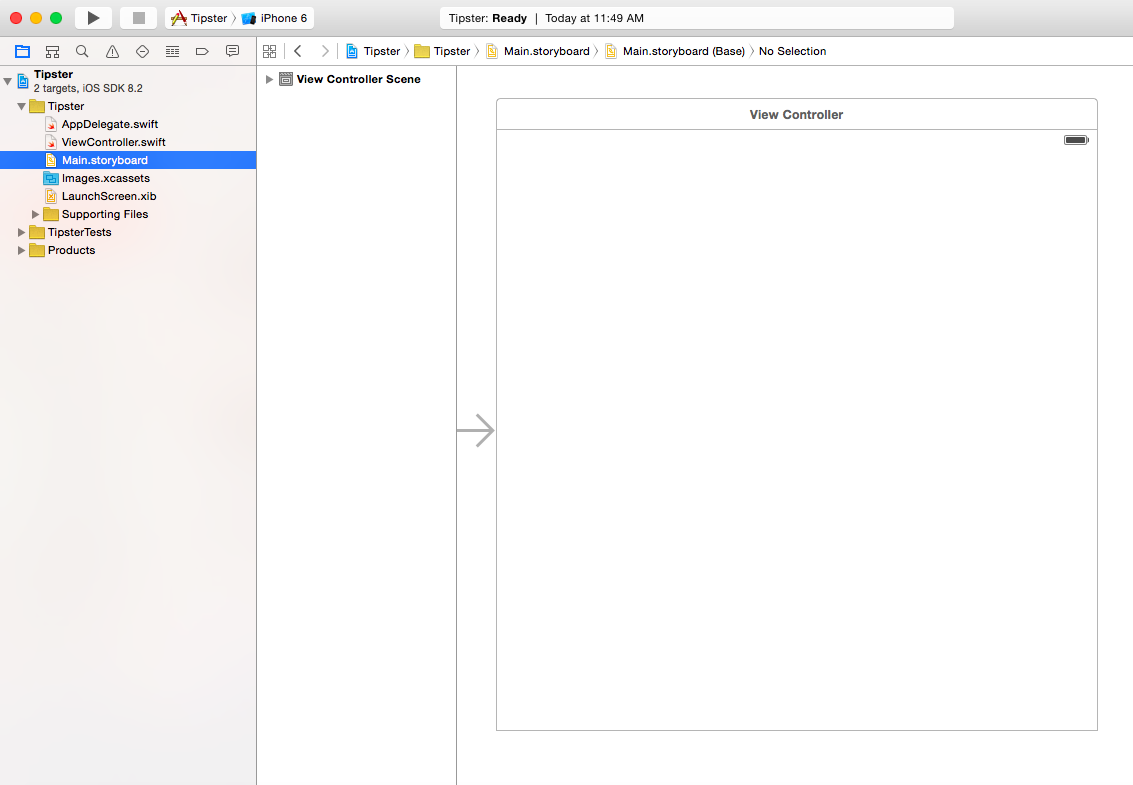 Tipster iPhone 6
Tipster: Ready | Today at 11:49 AM
Tipster Tipster Main.storyboard Main.storyboard (Base) No Selection
Tipster
2 targets, iOS SDK 8.2
Tipster
AppDelegate.swift
ViewController.swift
Main.storyboard
Images.xcassets
LaunchScreen.xib
Supporting Files
TipsterTests
Products
View Controller Scene
View Controller